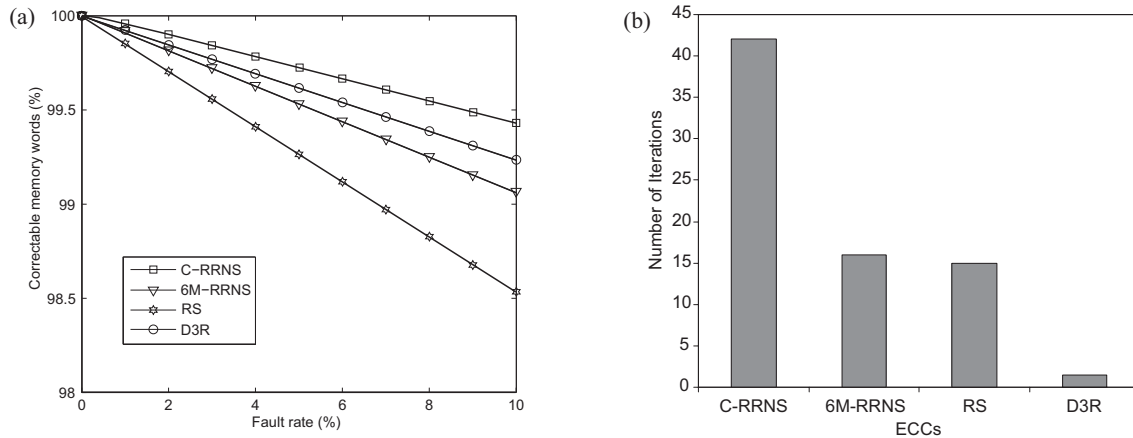 (a)
100
99.5
99
98.5
98
Correctable memory words (%)
C−RRNS
6M−RRNS
RS
D3R
0
2
4
6
8
10
Fault rate (%)
(b)
45
40
35
30
25
20
15
10
5
0
Number of Iterations
C-RRNS
6M-RRNS
RS
D3R
ECCs